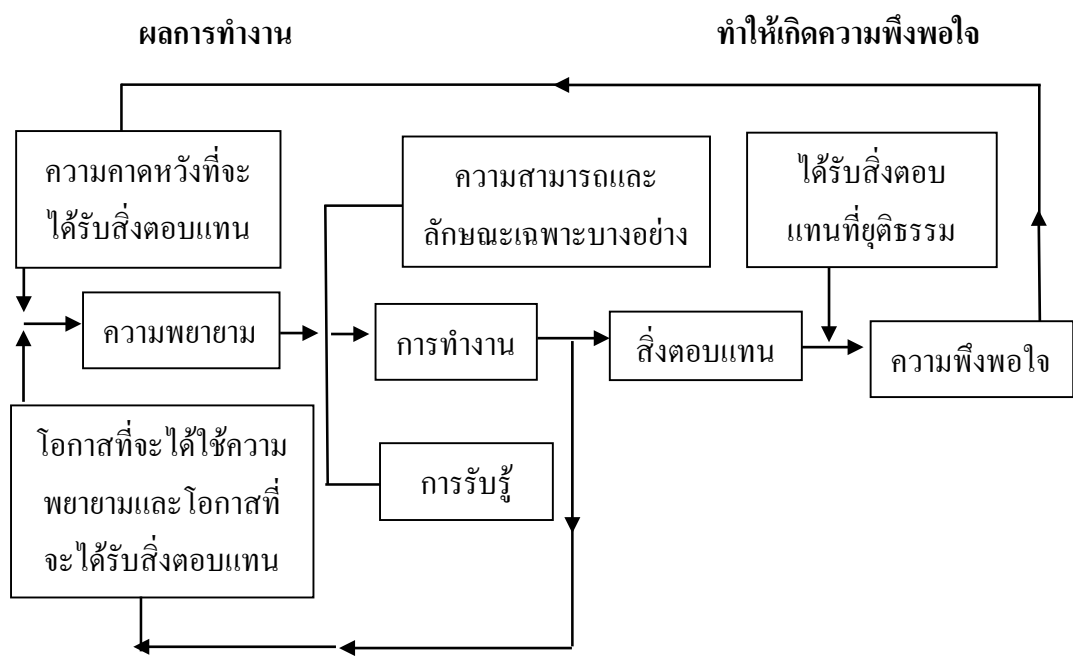 ผลการทำงาน
ทำให้เกิดความพึงพอใจ
ความคาดหวังที่จะ
ได้รับสิ่งตอบแทน
ความสามารถและ
ลักษณะเฉพาะบางอย่าง
ได้รับสิ่งตอบ
แทนที่ยุติธรรม
ความพยายาม
การทำงาน
สิ่งตอบแทน
ความพึงพอใจ
โอกาสที่จะได้ใช้ความ
พยายามและโอกาสที่
จะได้รับสิ่งตอบแทน
การรับรู้